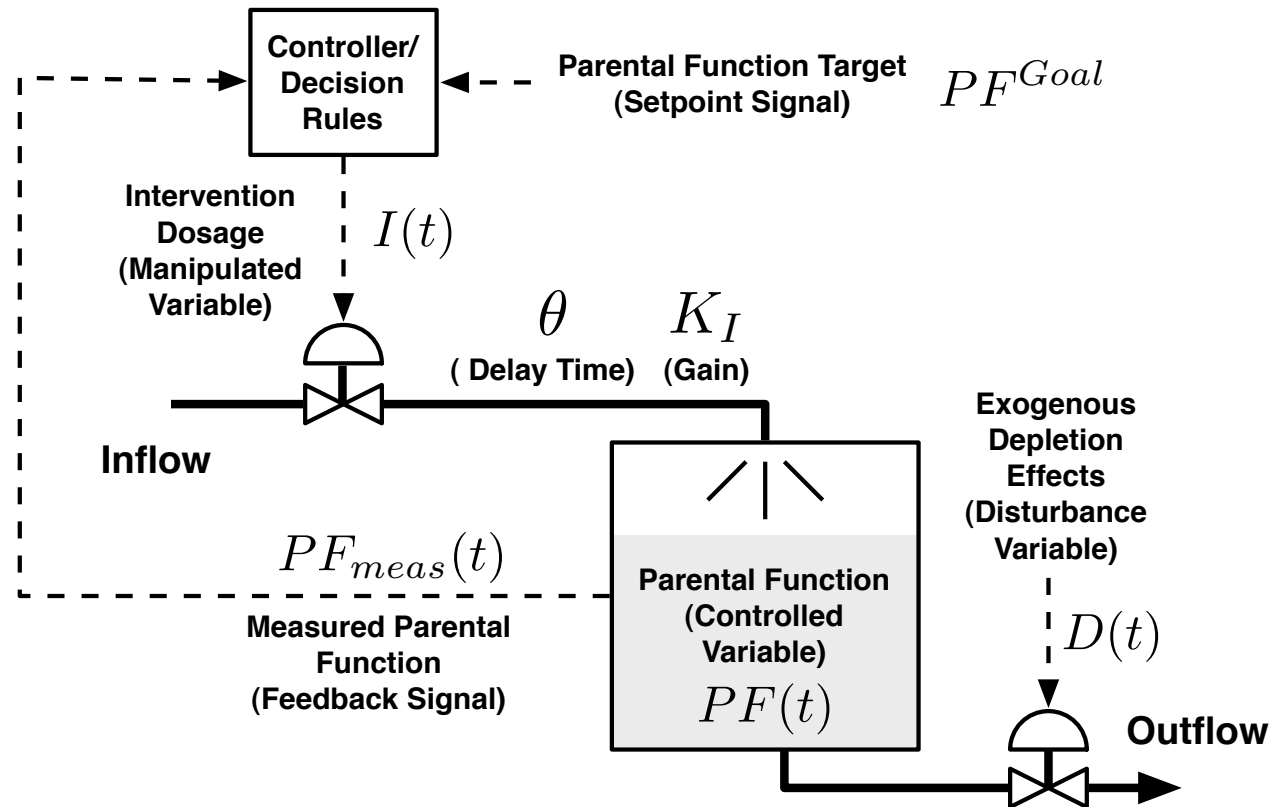 Controller/
Decision
Rules
Parental Function Target
(Setpoint Signal)
PF^{Goal}
Intervention
Dosage
(Manipulated
Variable)
I(t)
θ
( Delay Time)
K_I
(Gain)
Inflow
Exogenous
Depletion
Effects
(Disturbance
Variable)
PF_{meas}(t)
Measured Parental
Function
(Feedback Signal)
Parental Function
(Controlled
Variable)
PF(t)
D(t)
Outflow